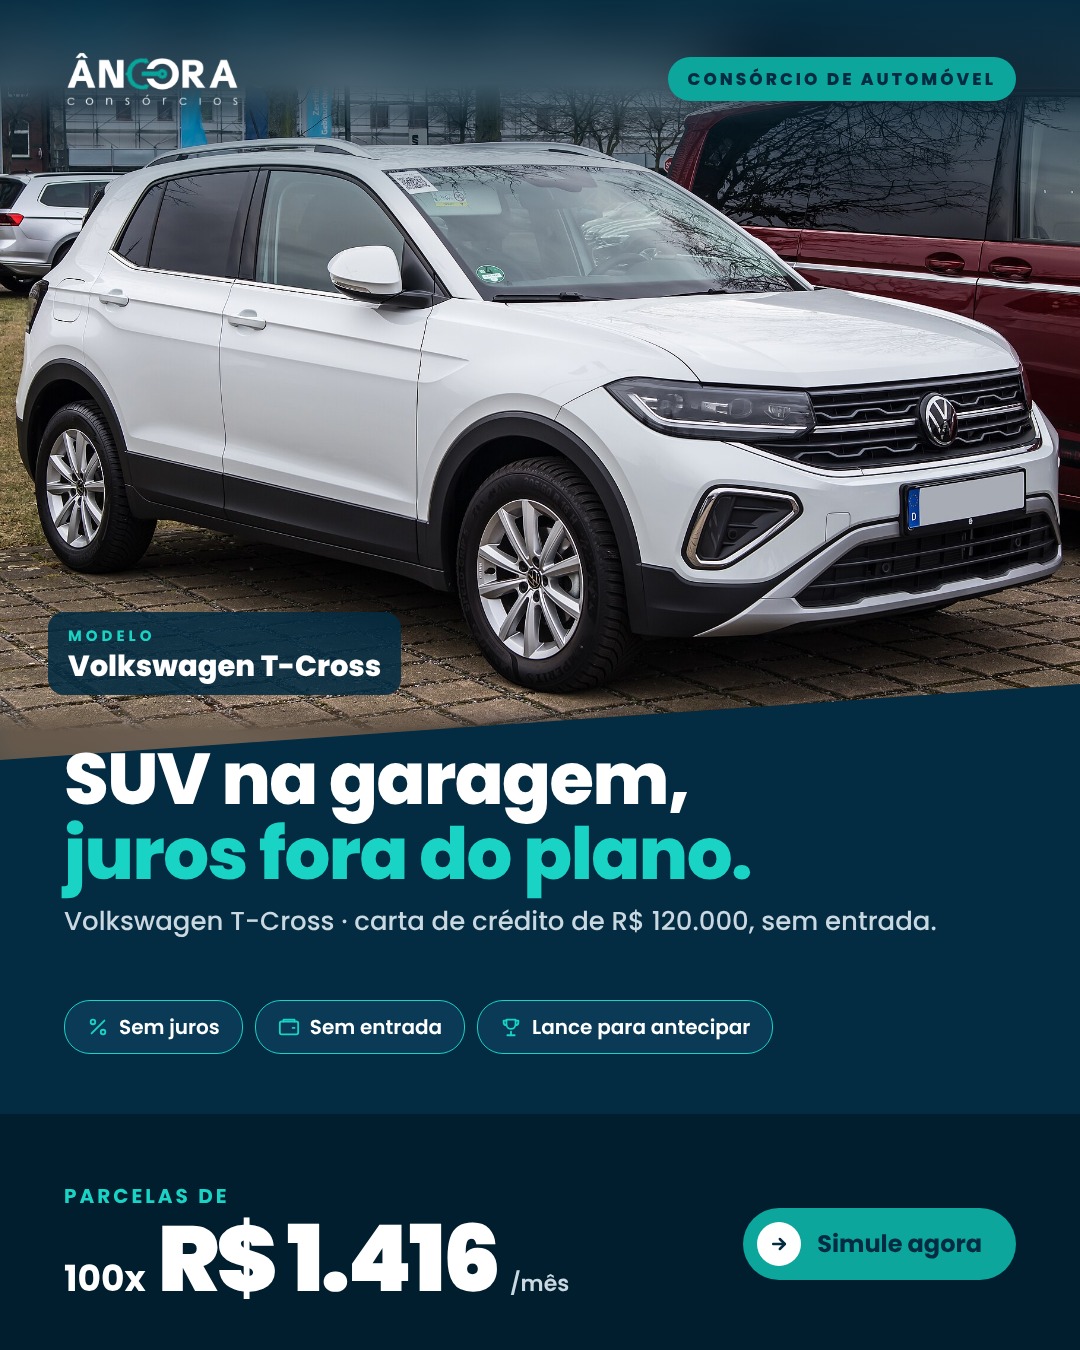 ÂNCORA
consórcios
CONSÓRCIO DE AUTOMÓVEL
D
MODELO
Volkswagen T-Cross
SUV na garagem,
juros fora do plano.
Volkswagen T-Cross · carta de crédito de R$ 120.000, sem entrada.
Sem juros
Sem entrada
Lance para antecipar
PARCELAS DE
100x R$ 1.416 /mês
Simule agora